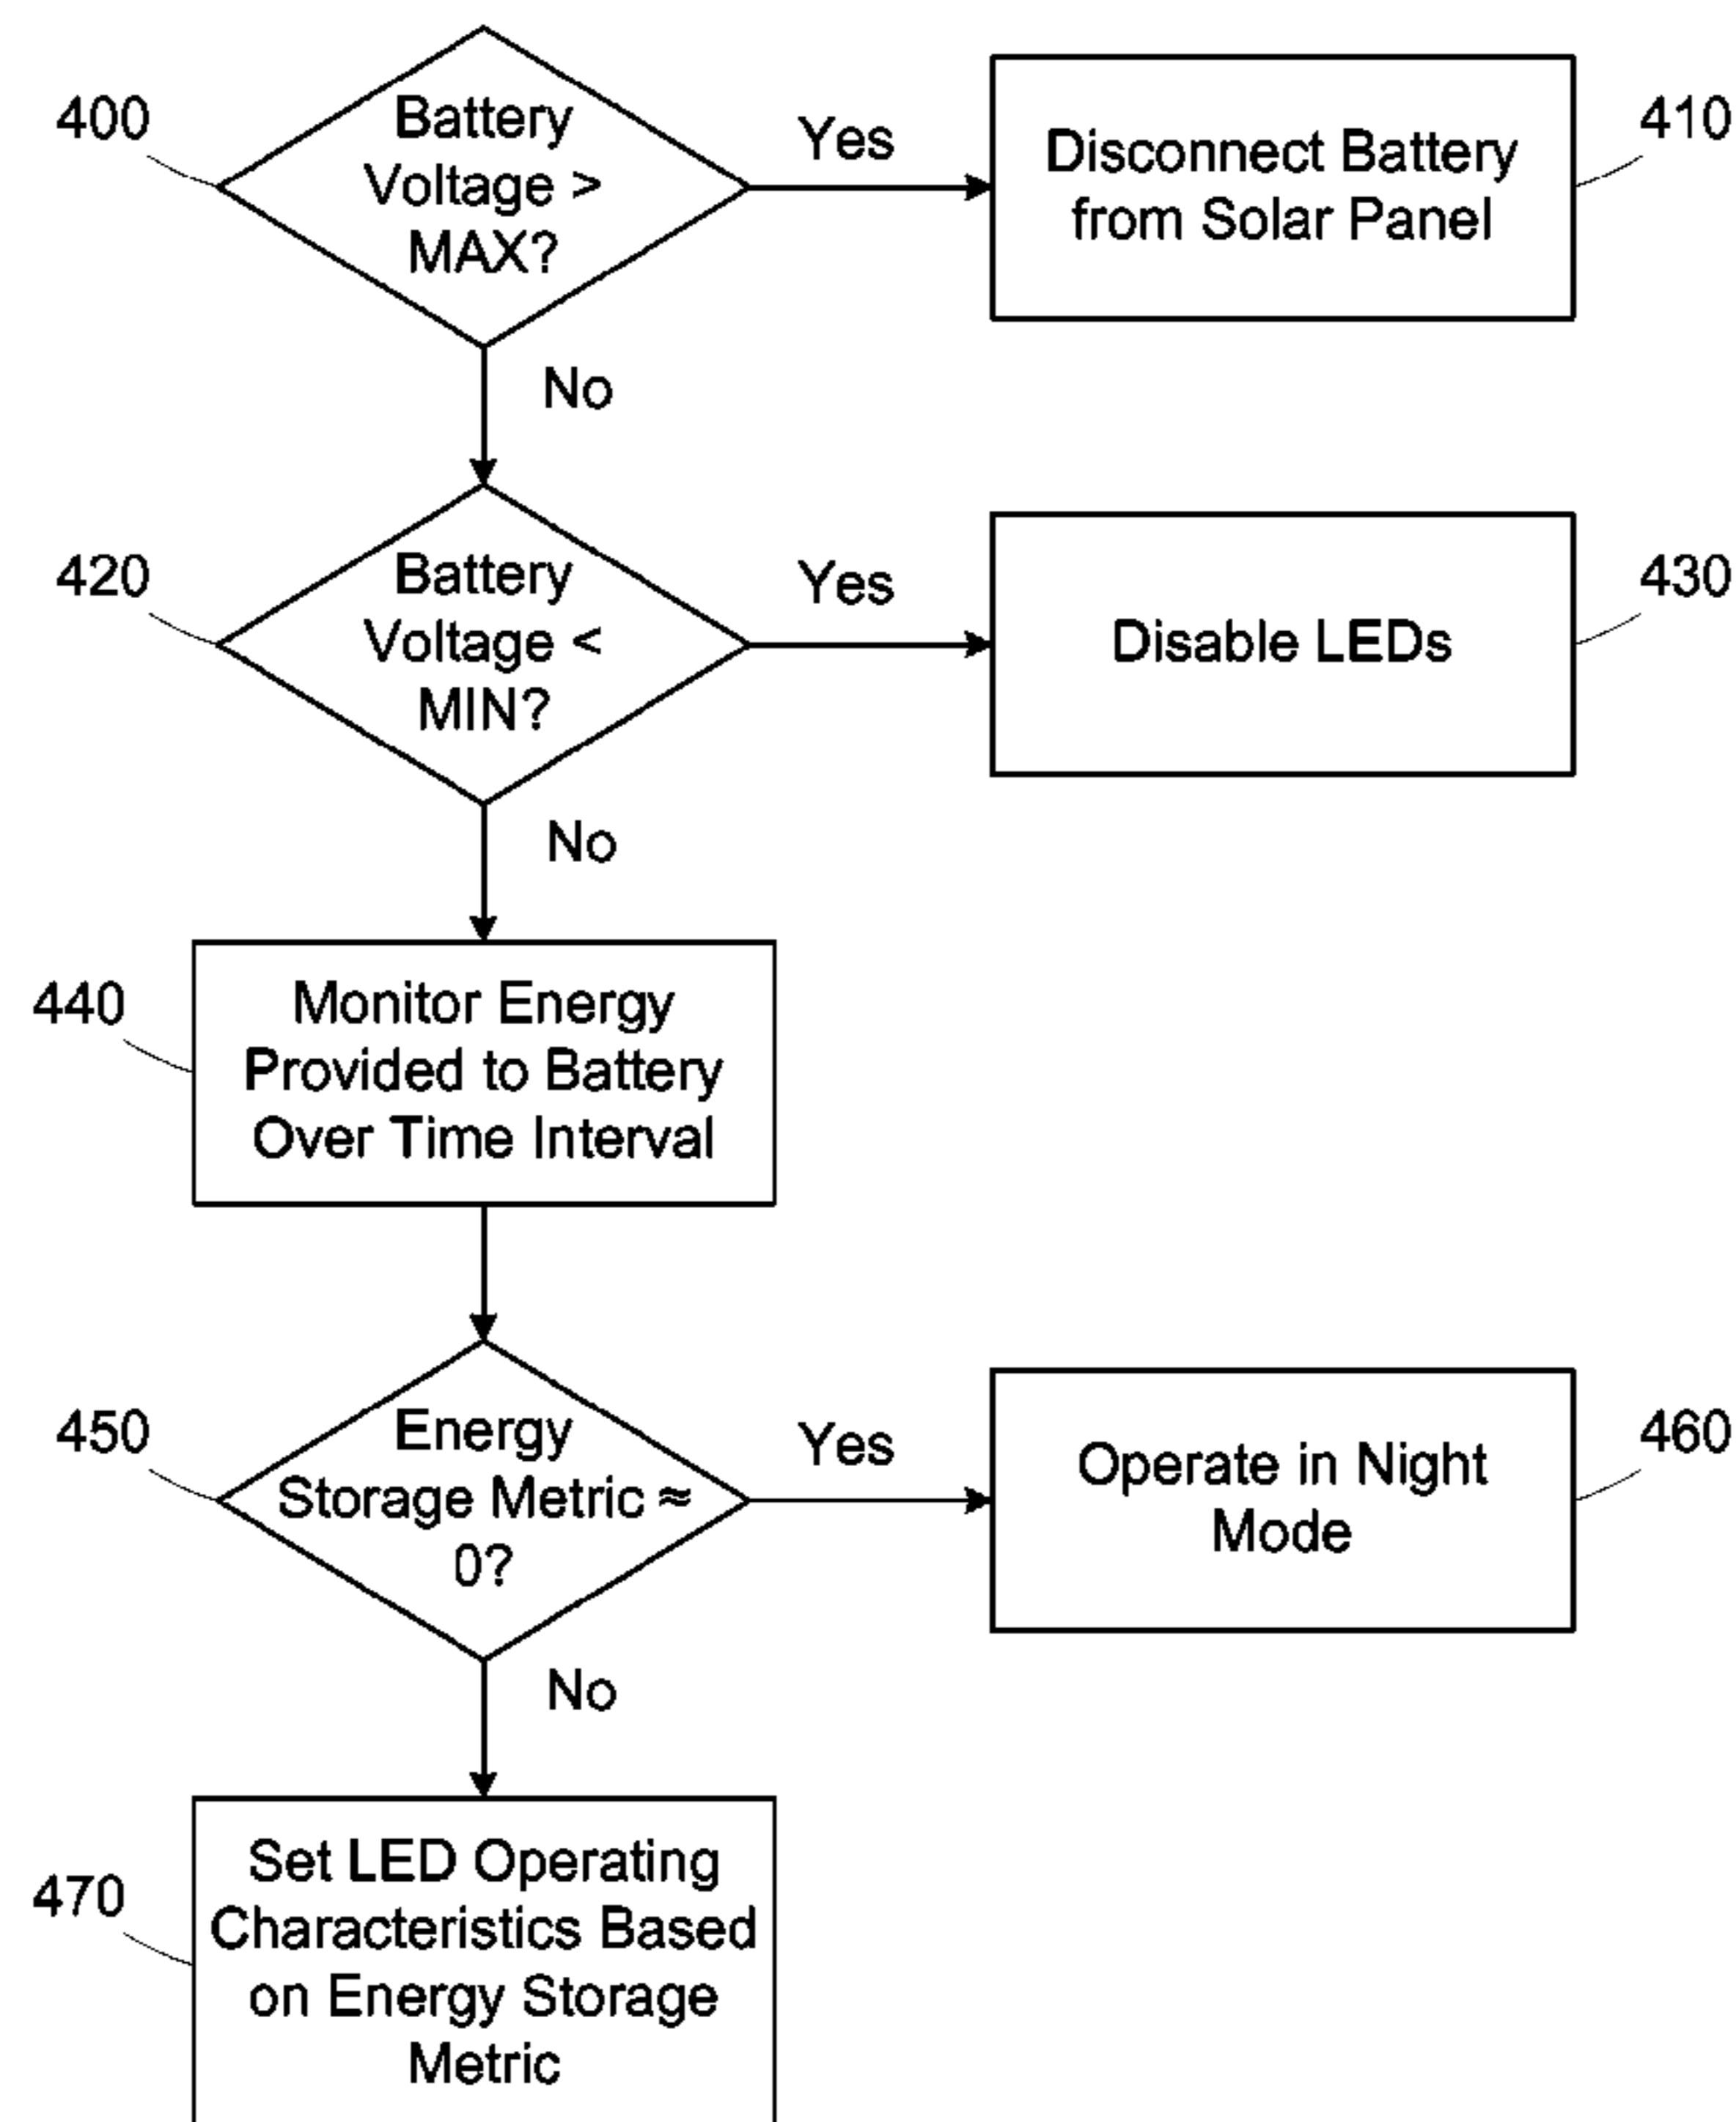 400
Battery
Voltage >
MAX?
Yes
Disconnect Battery
from Solar Panel
410
No
420
Battery
Voltage <
MIN?
Yes
Disable LEDs
430
No
440
Monitor Energy
Provided to Battery
Over Time Interval
450
Energy
Storage Metric ≈
0?
Yes
Operate in Night
Mode
460
No
470
Set LED Operating
Characteristics Based
on Energy Storage
Metric